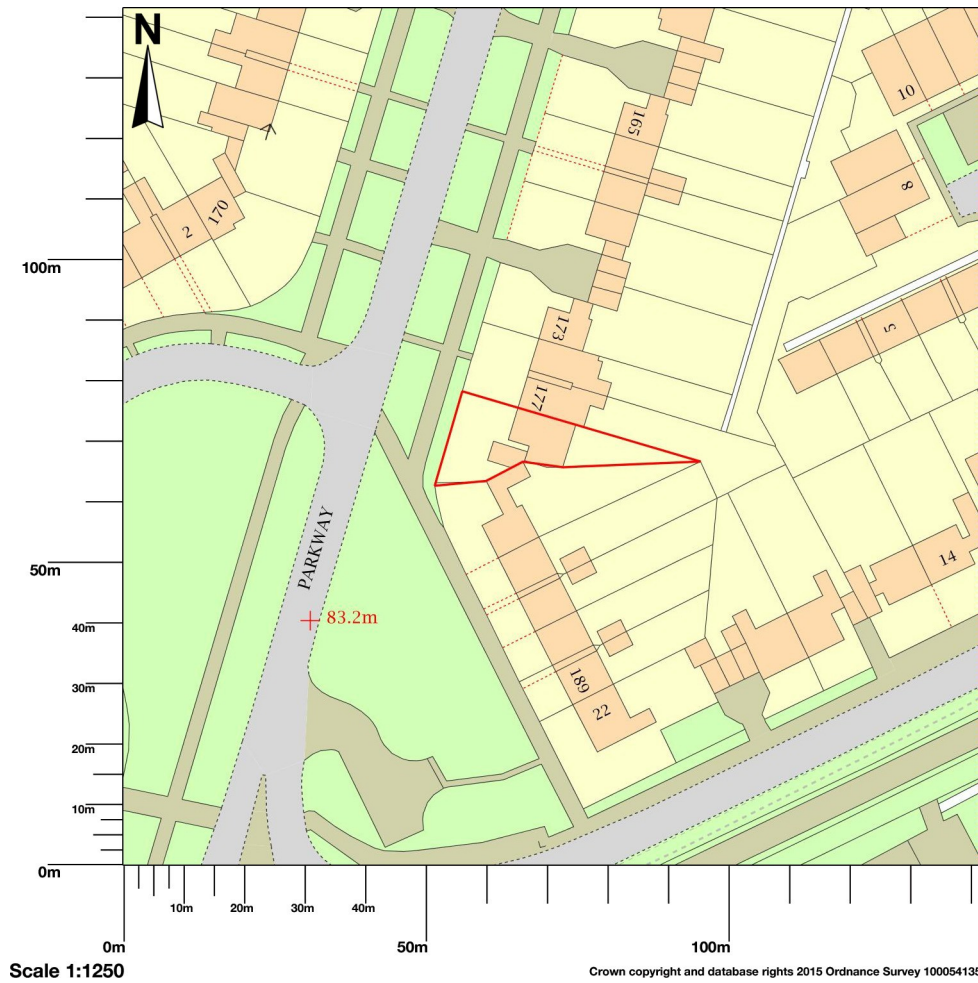 N
10
165
8
170
2
100m
5
173
177
PARKWAY
50m
14
40m
83.2m
30m
189
22
20m
10m
0m
10m
20m
30m
40m
0m
50m
100m
Scale 1:1250
Crown copyright and database rights 2015 Ordnance Survey 100054135